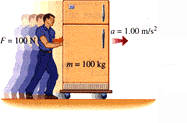 a = 1.00 m/s²
F = 100 N
m = 100 kg